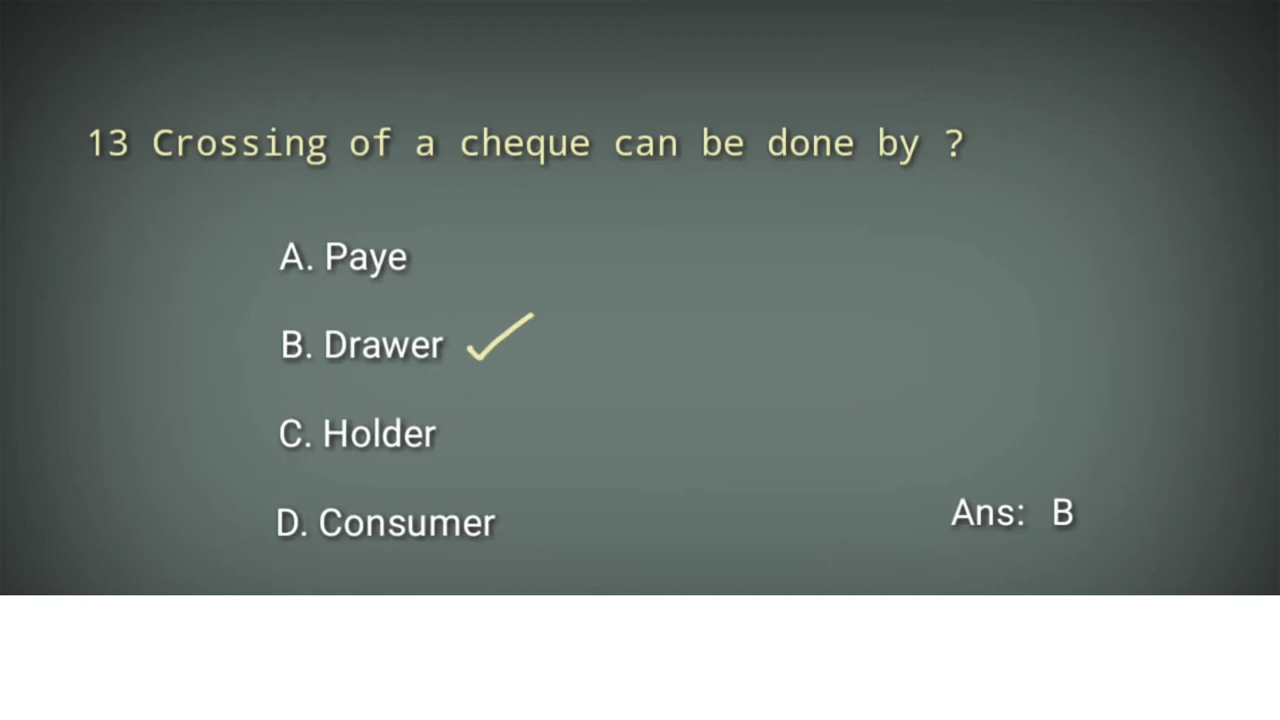 13 Crossing of a cheque can be done by ?
A. Paye
B. Drawer
C. Holder
D. Consumer
Ans: B